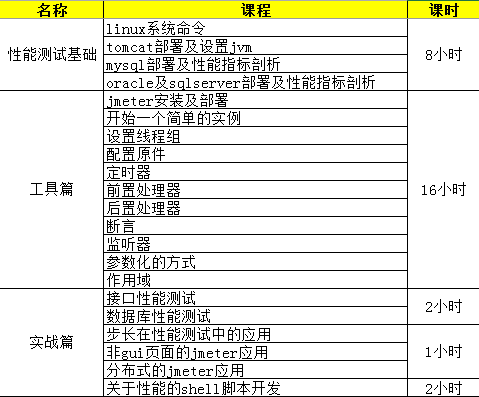 名称 课程 课时
性能测试基础 linux系统命令 8小时
tomcat部署及设置jvm
mysql部署及性能指标剖析
oracle及sqlserver部署及性能指标剖析
工具篇 jmeter安装及部署 16小时
开始一个简单的实例
设置线程组
配置原件
定时器
前置处理器
后置处理器
断言
监听器
参数化的方式
作用域
实战篇 接口性能测试 2小时
数据库性能测试
步长在性能测试中的应用 1小时
非gui页面的jmeter应用
分布式的jmeter应用
关于性能的shell脚本开发 2小时